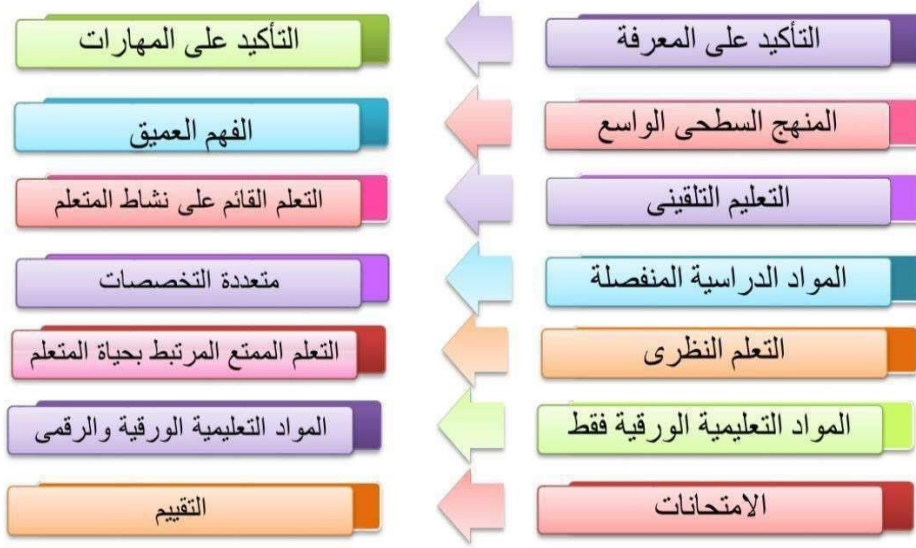 التأكيد على المعرفة
التأكيد على المهارات
المنهج السطحى الواسع
الفهم العميق
التعليم التلقينى
التعلم القائم على نشاط المتعلم
المواد الدراسية المنفصلة
متعددة التخصصات
التعلم النظرى
التعلم الممتع المرتبط بحياة المتعلم
المواد التعليمية الورقية فقط
المواد التعليمية الورقية والرقمى
الامتحانات
التقييم